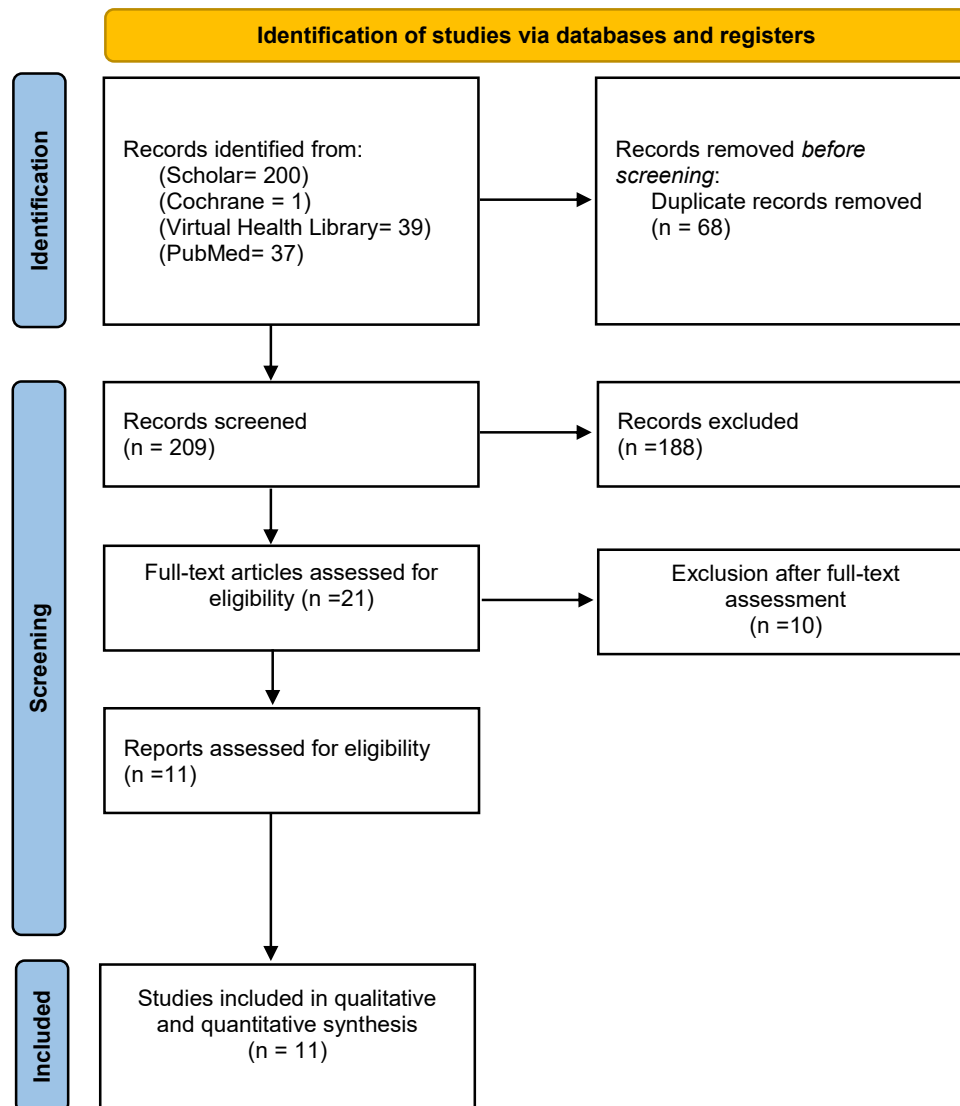 Identification of studies via databases and registers
Identification
Records identified from:
(Scholar= 200)
(Cochrane = 1)
(Virtual Health Library= 39)
(PubMed= 37)
Records removed before
screening:
Duplicate records removed
(n = 68)
Screening
Records screened
(n = 209)
Records excluded
(n =188)
Full-text articles assessed for
eligibility (n =21)
Exclusion after full-text
assessment
(n =10)
Reports assessed for eligibility
(n =11)
Included
Studies included in qualitative
and quantitative synthesis
(n = 11)